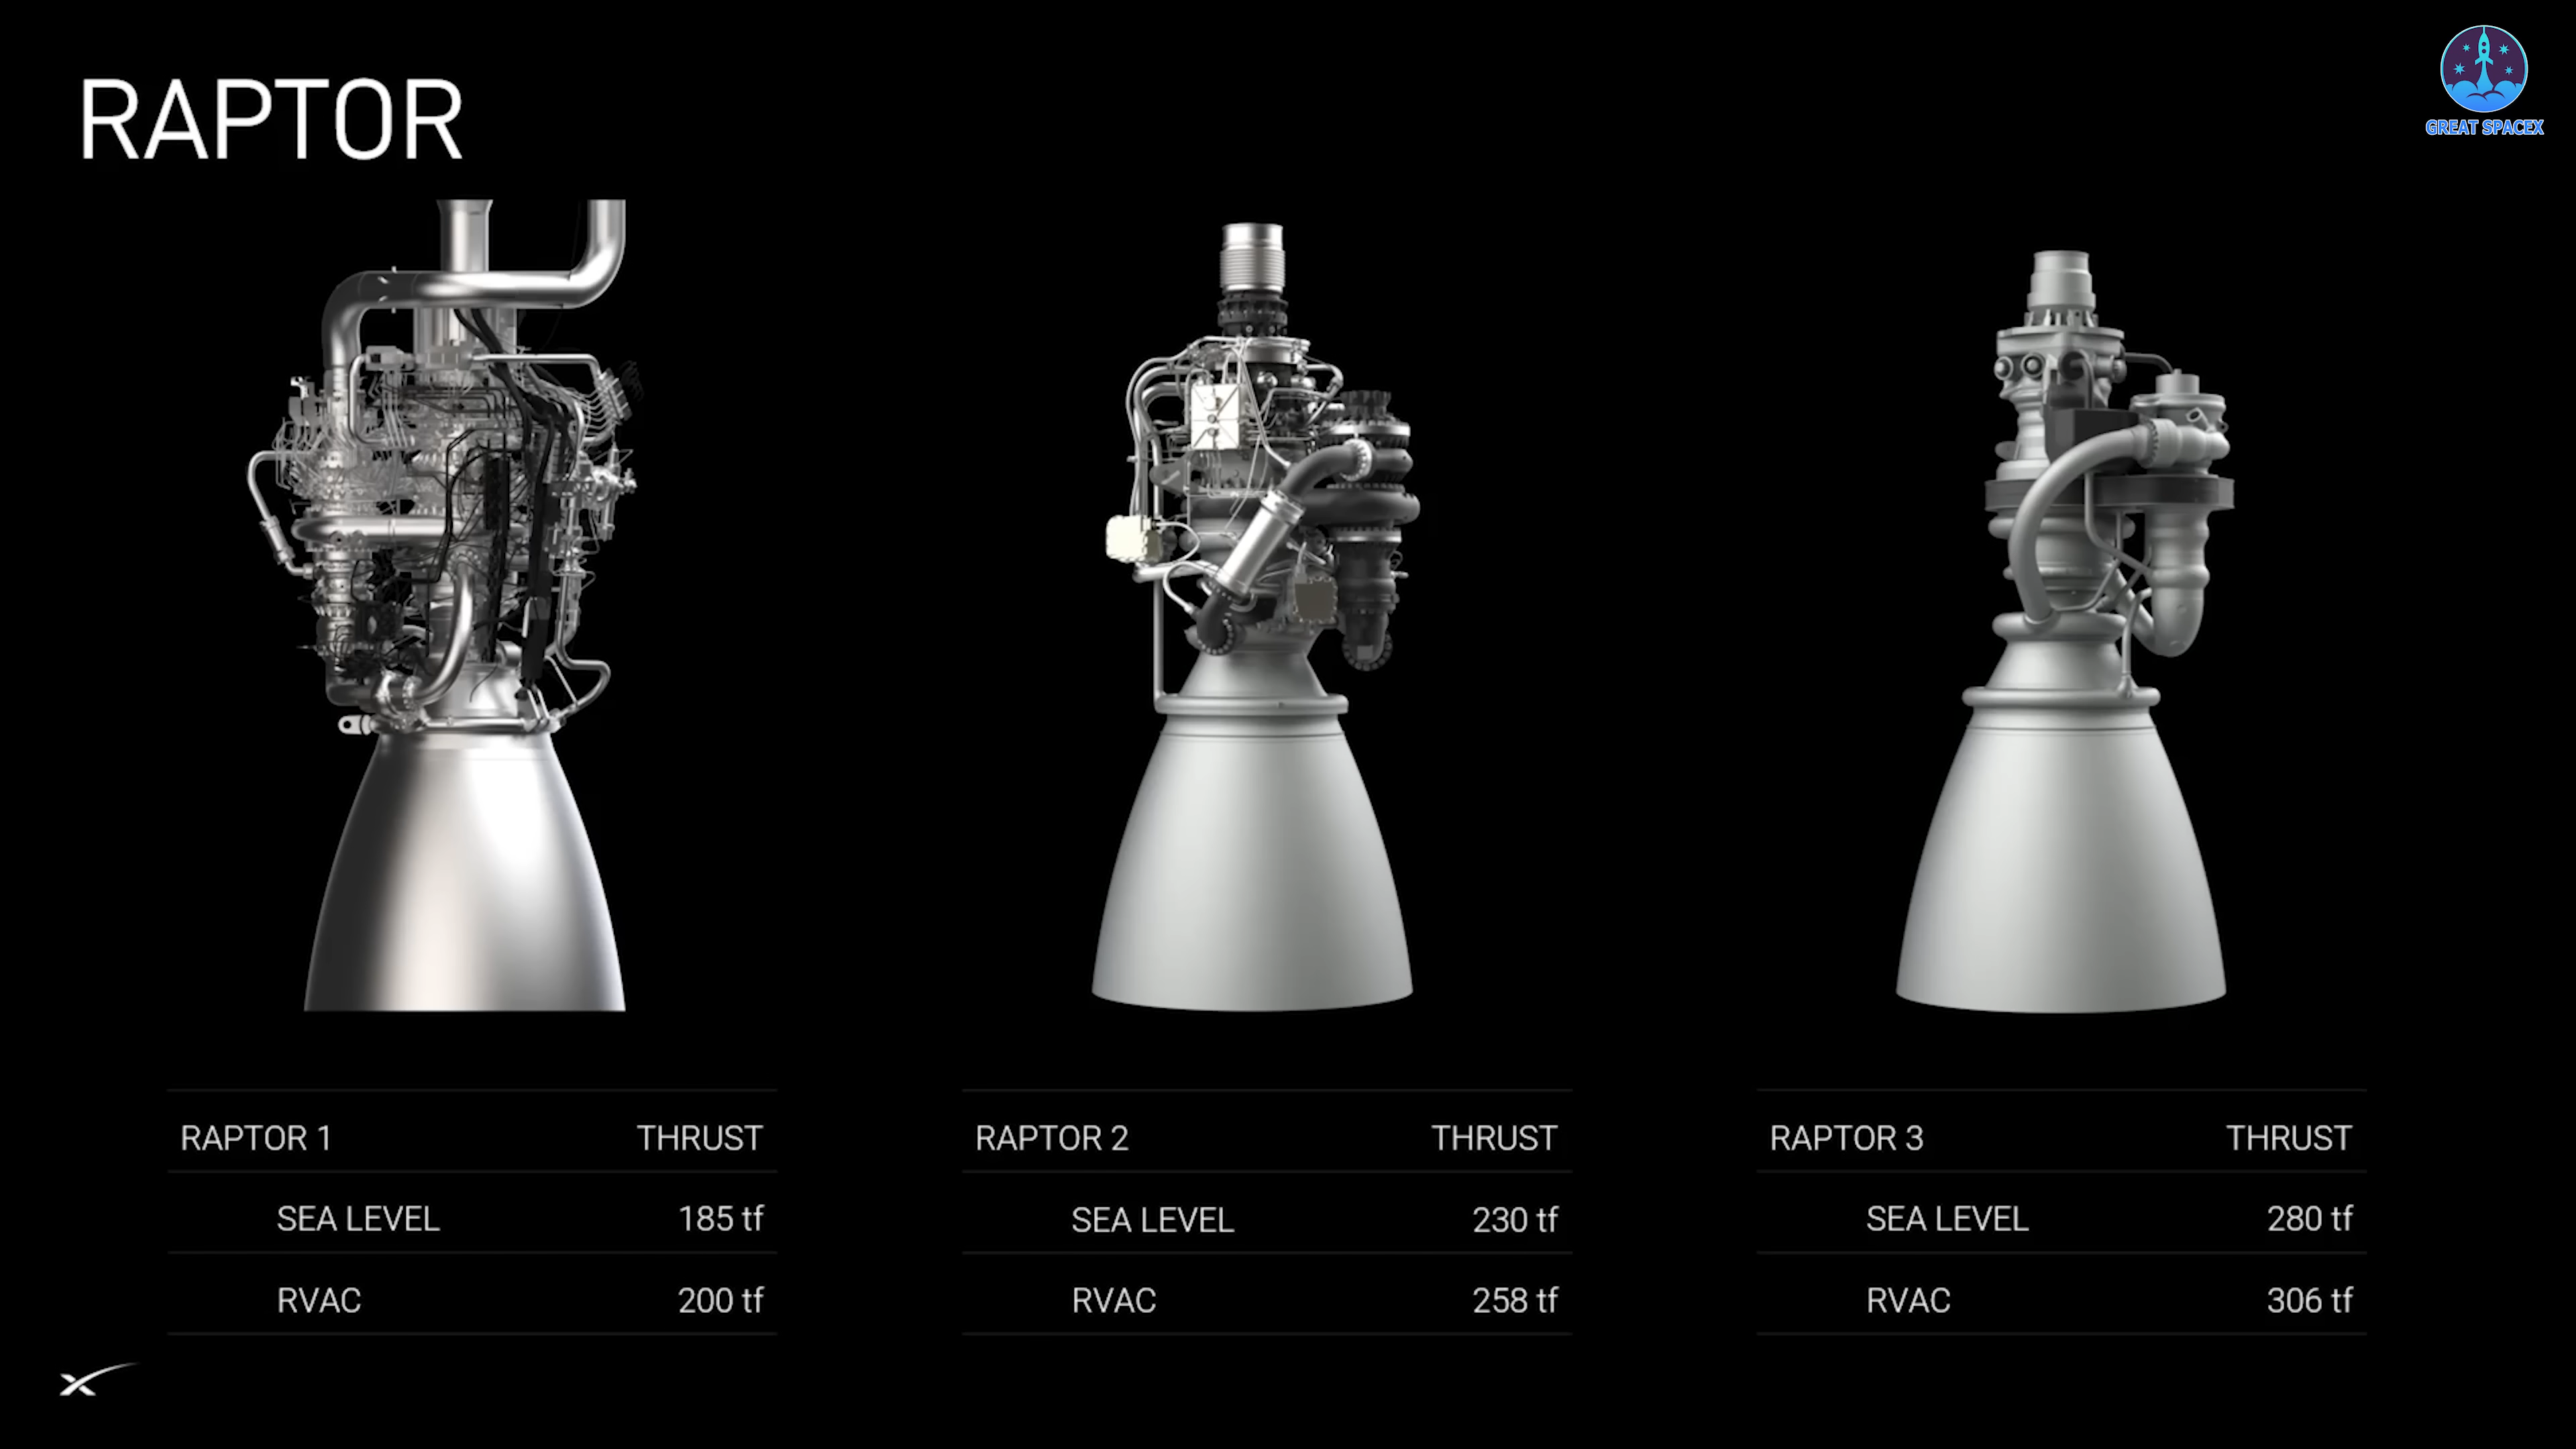 RAPTOR
GREAT SPACEX
RAPTOR 1 THRUST
SEA LEVEL 185 tf
RVAC 200 tf
RAPTOR 2 THRUST
SEA LEVEL 230 tf
RVAC 258 tf
RAPTOR 3 THRUST
SEA LEVEL 280 tf
RVAC 306 tf